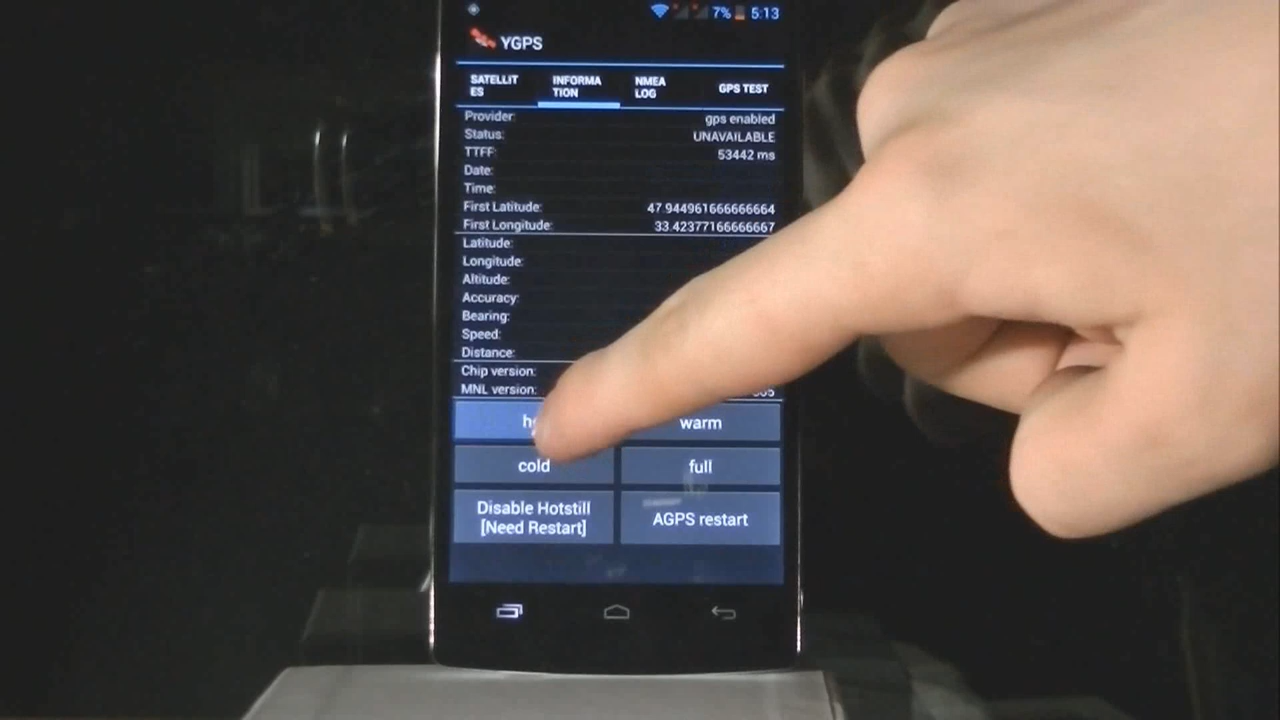 7% 5:13
YGPS
SATELLIT
ES
INFORMA
TION
NMEA
LOG
GPS TEST
Provider: gps enabled
Status: UNAVAILABLE
TTFF: 53442 ms
Date:
Time:
First Latitude: 47.944961666666664
First Longitude: 33.42377166666667
Latitude:
Longitude:
Altitude:
Accuracy:
Bearing:
Speed:
Distance:
Chip version:
MNL version:
warm
cold full
Disable Hotstill
[Need Restart]
AGPS restart